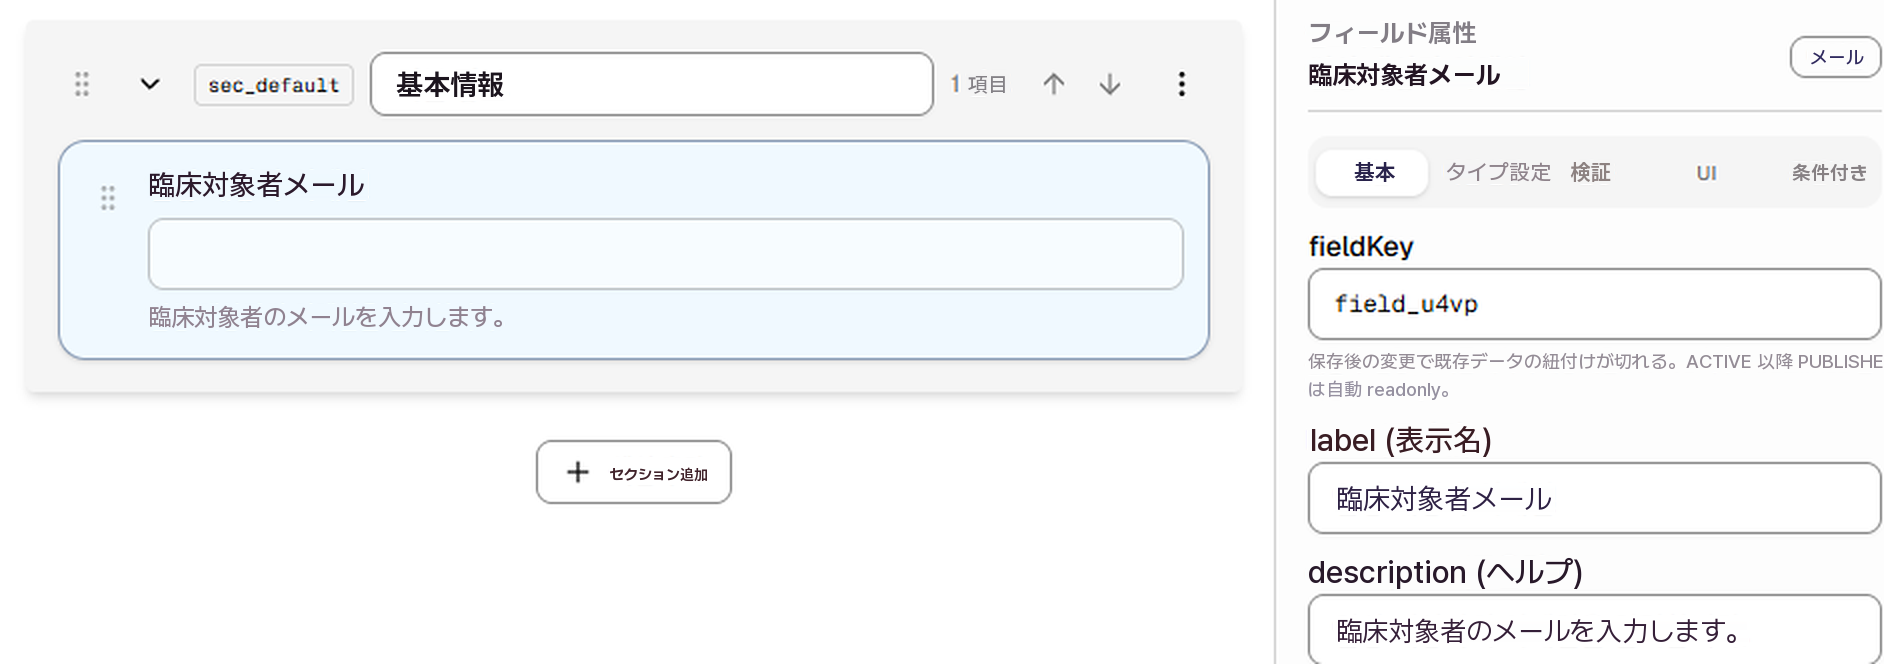 sec_default
基本情報
1 項目
臨床対象者メール
臨床対象者のメールを入力します。
セクション追加
フィールド属性
臨床対象者メール
メール
基本
タイプ設定
検証
UI
条件付き
fieldKey
field_u4vp
保存後の変更で既存データの紐付けが切れる。ACTIVE 以降 PUBLISHE
は自動 readonly。
label (表示名)
臨床対象者メール
description (ヘルプ)
臨床対象者のメールを入力します。